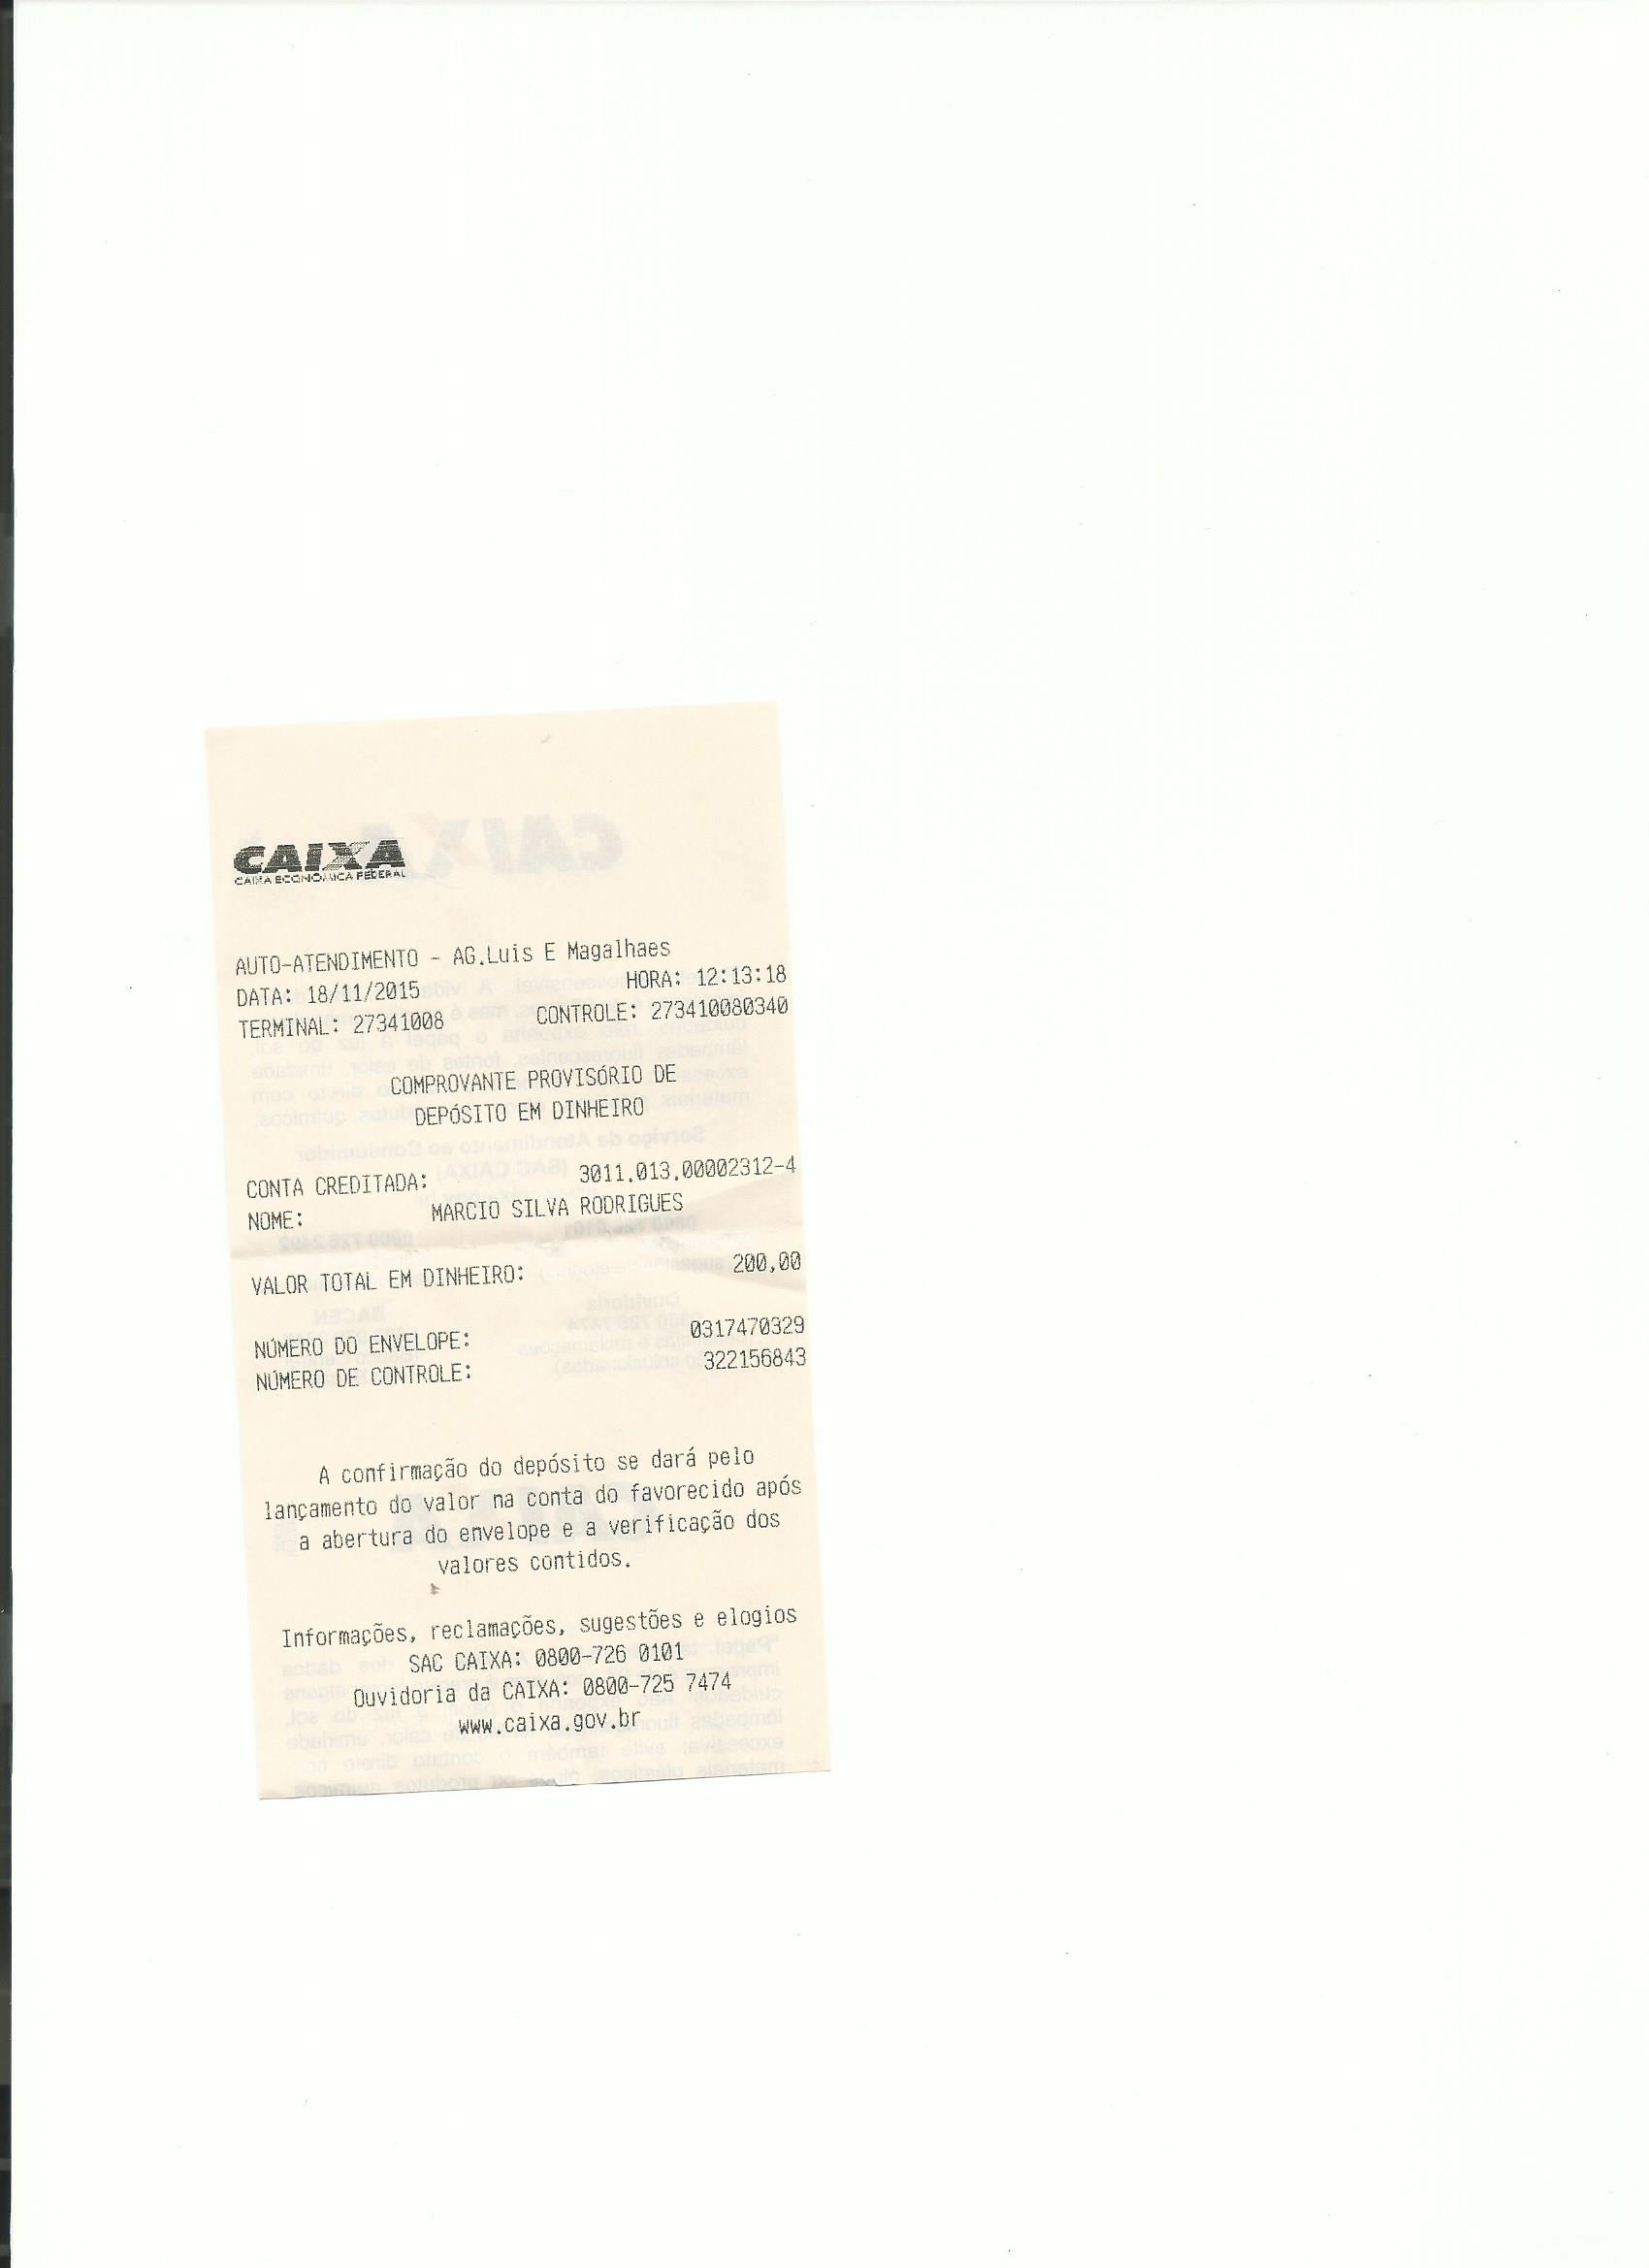 CAIXA
CAIXA ECONOMICA FEDERAL
AUTO-ATENDIMENTO - AG.Luis E Magalhaes
DATA: 18/11/2015 HORA: 12:13:18
TERMINAL: 27341008 CONTROLE: 273410080340
COMPROVANTE PROVISÓRIO DE
DEPÓSITO EM DINHEIRO
CONTA CREDITADA: 3011.013.00002312-4
NOME: MARCIO SILVA RODRIGUES
VALOR TOTAL EM DINHEIRO: 200,00
NÚMERO DO ENVELOPE: 0317470329
NÚMERO DE CONTROLE: 322156843
A confirmação do depósito se dará pelo
lançamento do valor na conta do favorecido após
a abertura do envelope e a verificação dos
valores contidos.
Informações, reclamações, sugestões e elogios
SAC CAIXA: 0800-726 0101
Ouvidoria da CAIXA: 0800-725 7474
www.caixa.gov.br